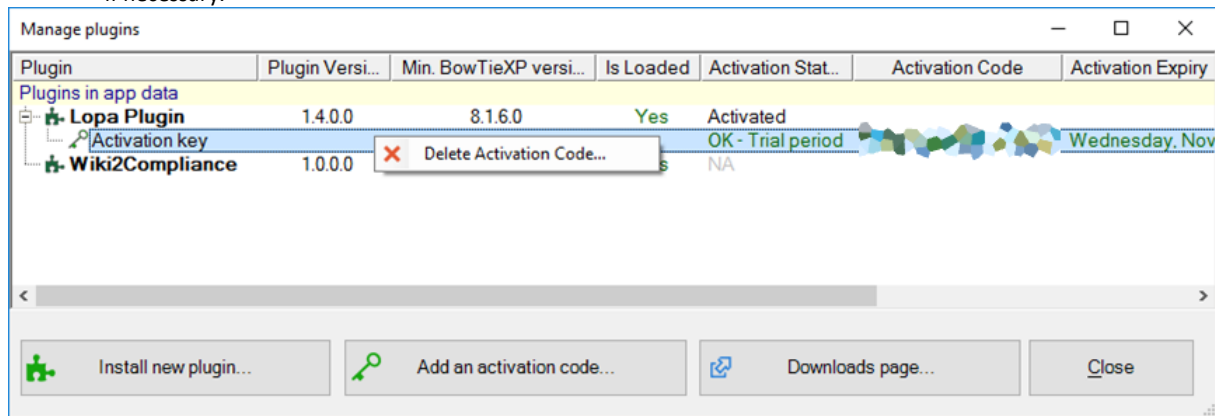 if necessary.
Manage plugins
Plugin Plugin Versi... Min. BowTieXP versi... Is Loaded Activation Stat... Activation Code Activation Expiry
Plugins in app data
Lopa Plugin 1.4.0.0 8.1.6.0 Yes Activated
Activation key OK - Trial period Wednesday, Nov
Delete Activation Code...
Wiki2Compliance 1.0.0.0 NA
Install new plugin... Add an activation code... Downloads page... Close